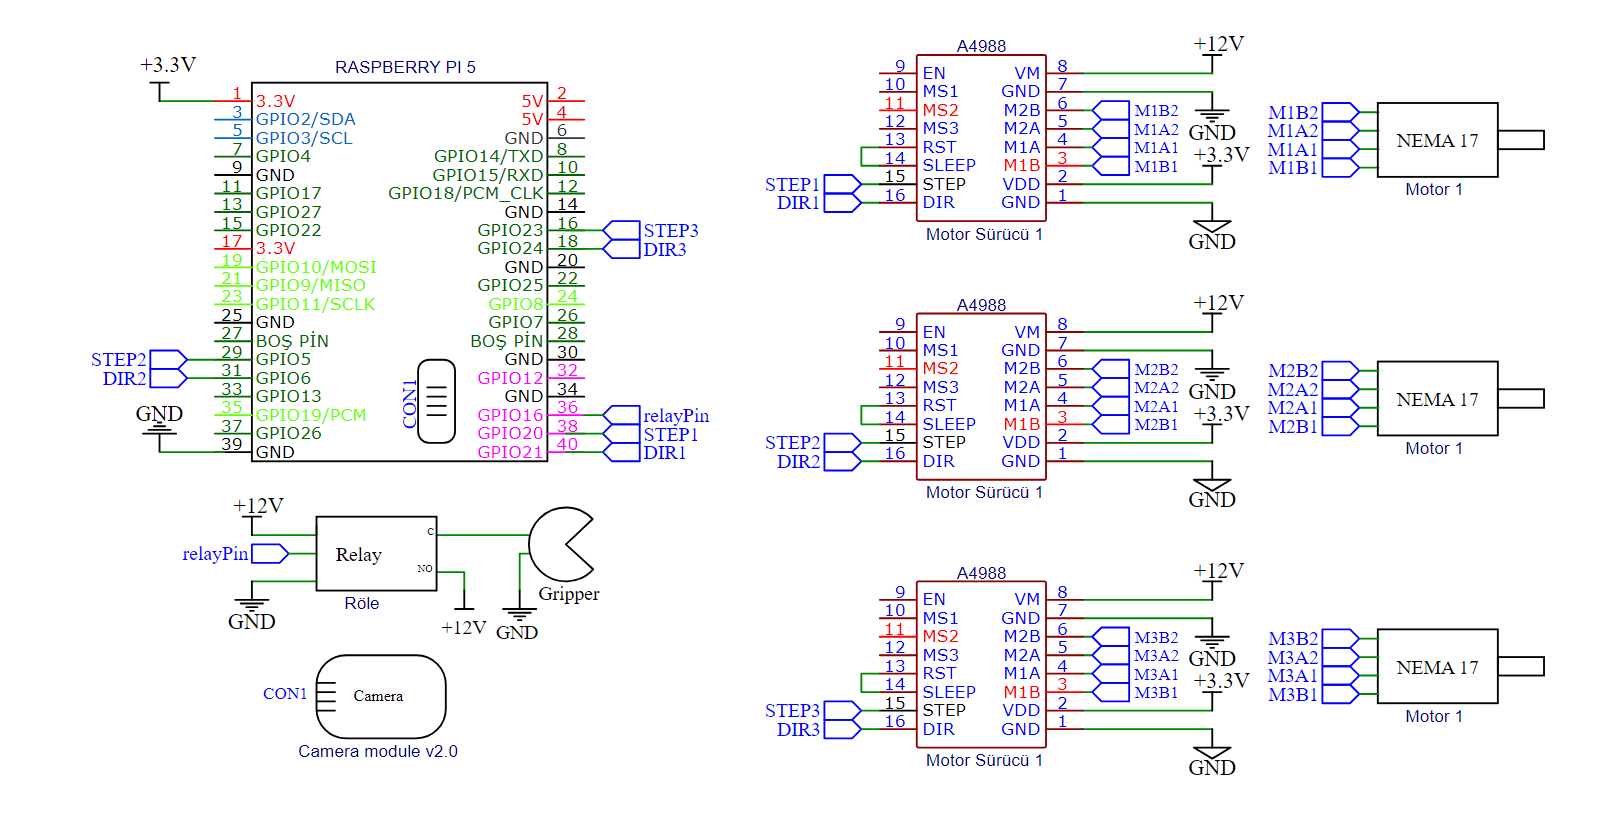 +3.3V
RASPBERRY PI 5
1 3.3V 5V 2
3 GPIO2/SDA 5V 4
5 GPIO3/SCL GND 6
7 GPIO4 GPIO14/TXD 8
9 GND GPIO15/RXD 10
11 GPIO17 GPIO18/PCM_CLK 12
13 GPIO27 GND 14
15 GPIO22 GPIO23 16 STEP3
17 3.3V GPIO24 18 DIR3
19 GPIO10/MOSI GND 20
21 GPIO9/MISO GPIO25 22
23 GPIO11/SCLK GPIO8 24
25 GND GPIO7 26
27 BOŞ PİN BOŞ PİN 28
STEP2 29 GPIO5 GND 30
DIR2 31 GPIO6 GPIO12 32
33 GPIO13 GND 34
GND
35 GPIO19/PCM GPIO16 36 relayPin
37 GPIO26 GPIO20 38 STEP1
39 GND GPIO21 40 DIR1
CON1
+12V
relayPin
GND
Relay
C
NO
Röle
+12V
GND
Gripper
CON1
Camera
Camera module v2.0
A4988
+12V
9 EN VM 8
10 MS1 GND 7
11 MS2 M2B 6 M1B2
12 MS3 M2A 5 M1A2
13 RST M1A 4 M1A1
14 SLEEP M1B 3 M1B1
STEP1 15 STEP VDD 2
DIR1 16 DIR GND 1
GND
+3.3V
GND
Motor Sürücü 1
M1B2
M1A2
M1A1
M1B1
NEMA 17
Motor 1
A4988
+12V
9 EN VM 8
10 MS1 GND 7
11 MS2 M2B 6 M2B2
12 MS3 M2A 5 M2A2
13 RST M1A 4 M2A1
14 SLEEP M1B 3 M2B1
STEP2 15 STEP VDD 2
DIR2 16 DIR GND 1
GND
+3.3V
GND
Motor Sürücü 1
M2B2
M2A2
M2A1
M2B1
NEMA 17
Motor 1
A4988
+12V
9 EN VM 8
10 MS1 GND 7
11 MS2 M2B 6 M3B2
12 MS3 M2A 5 M3A2
13 RST M1A 4 M3A1
14 SLEEP M1B 3 M3B1
STEP3 15 STEP VDD 2
DIR3 16 DIR GND 1
GND
+3.3V
GND
Motor Sürücü 1
M3B2
M3A2
M3A1
M3B1
NEMA 17
Motor 1